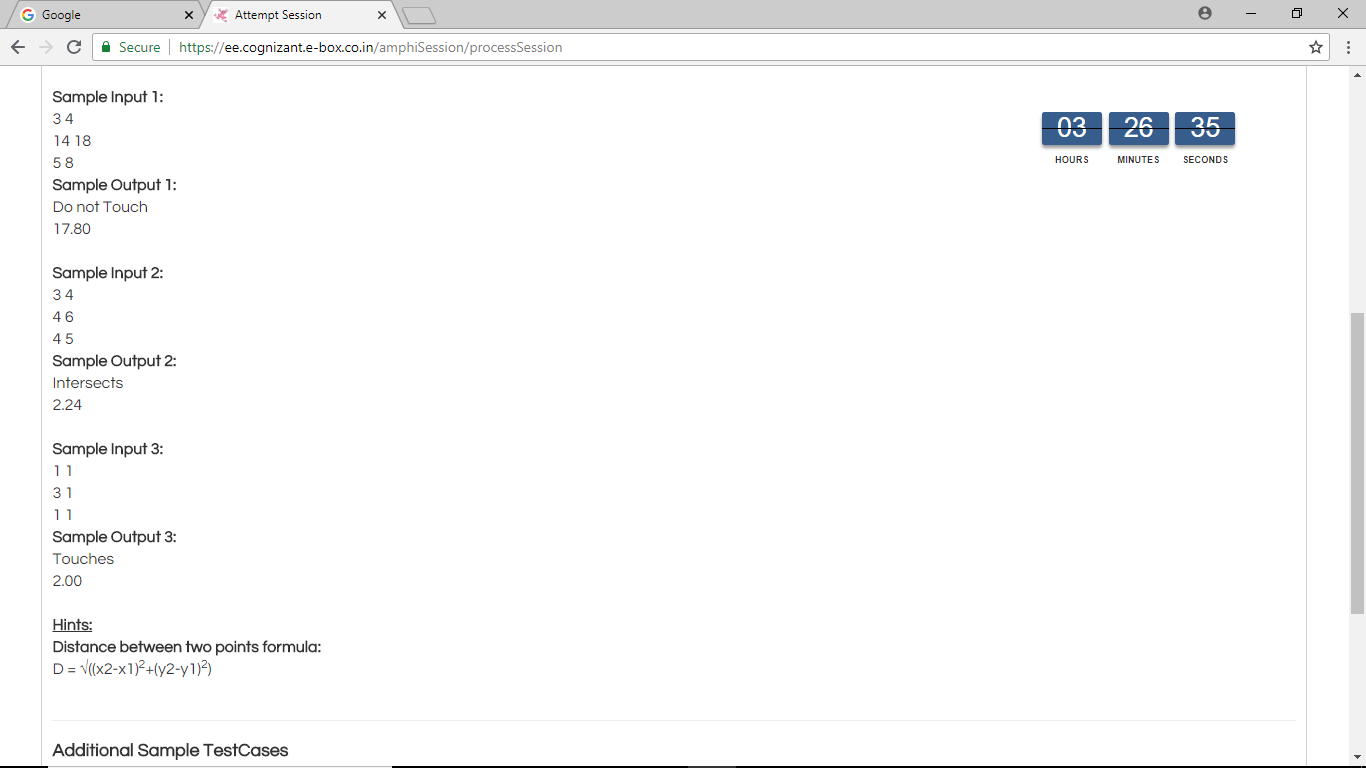 Google
Attempt Session
Secure
https://ee.cognizant.e-box.co.in/amphiSession/processSession
Sample Input 1:
3 4
14 18
5 8
Sample Output 1:
Do not Touch
17.80
03 26 35
HOURS MINUTES SECONDS
Sample Input 2:
3 4
4 6
4 5
Sample Output 2:
Intersects
2.24
Sample Input 3:
1 1
3 1
1 1
Sample Output 3:
Touches
2.00
Hints:
Distance between two points formula:
D = √((x2-x1)²+(y2-y1)²)
Additional Sample TestCases